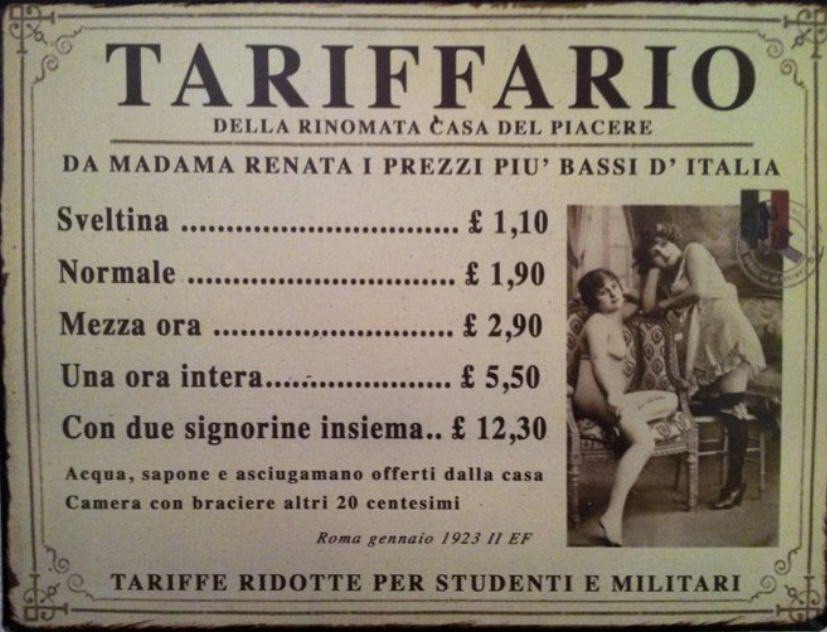 TARIFFARIO
DELLA RINOMATA CASA DEL PIACERE
DA MADAMA RENATA I PREZZI PIU' BASSI D' ITALIA
Sveltina ................................ £ 1,10
Normale ............................... £ 1,90
Mezza ora ............................ £ 2,90
Una ora intera...................... £ 5,50
Con due signorine insiema.. £ 12,30
Acqua, sapone e asciugamano offerti dalla casa
Camera con braciere altri 20 centesimi
Roma gennaio 1923 II EF
TARIFFE RIDOTTE PER STUDENTI E MILITARI